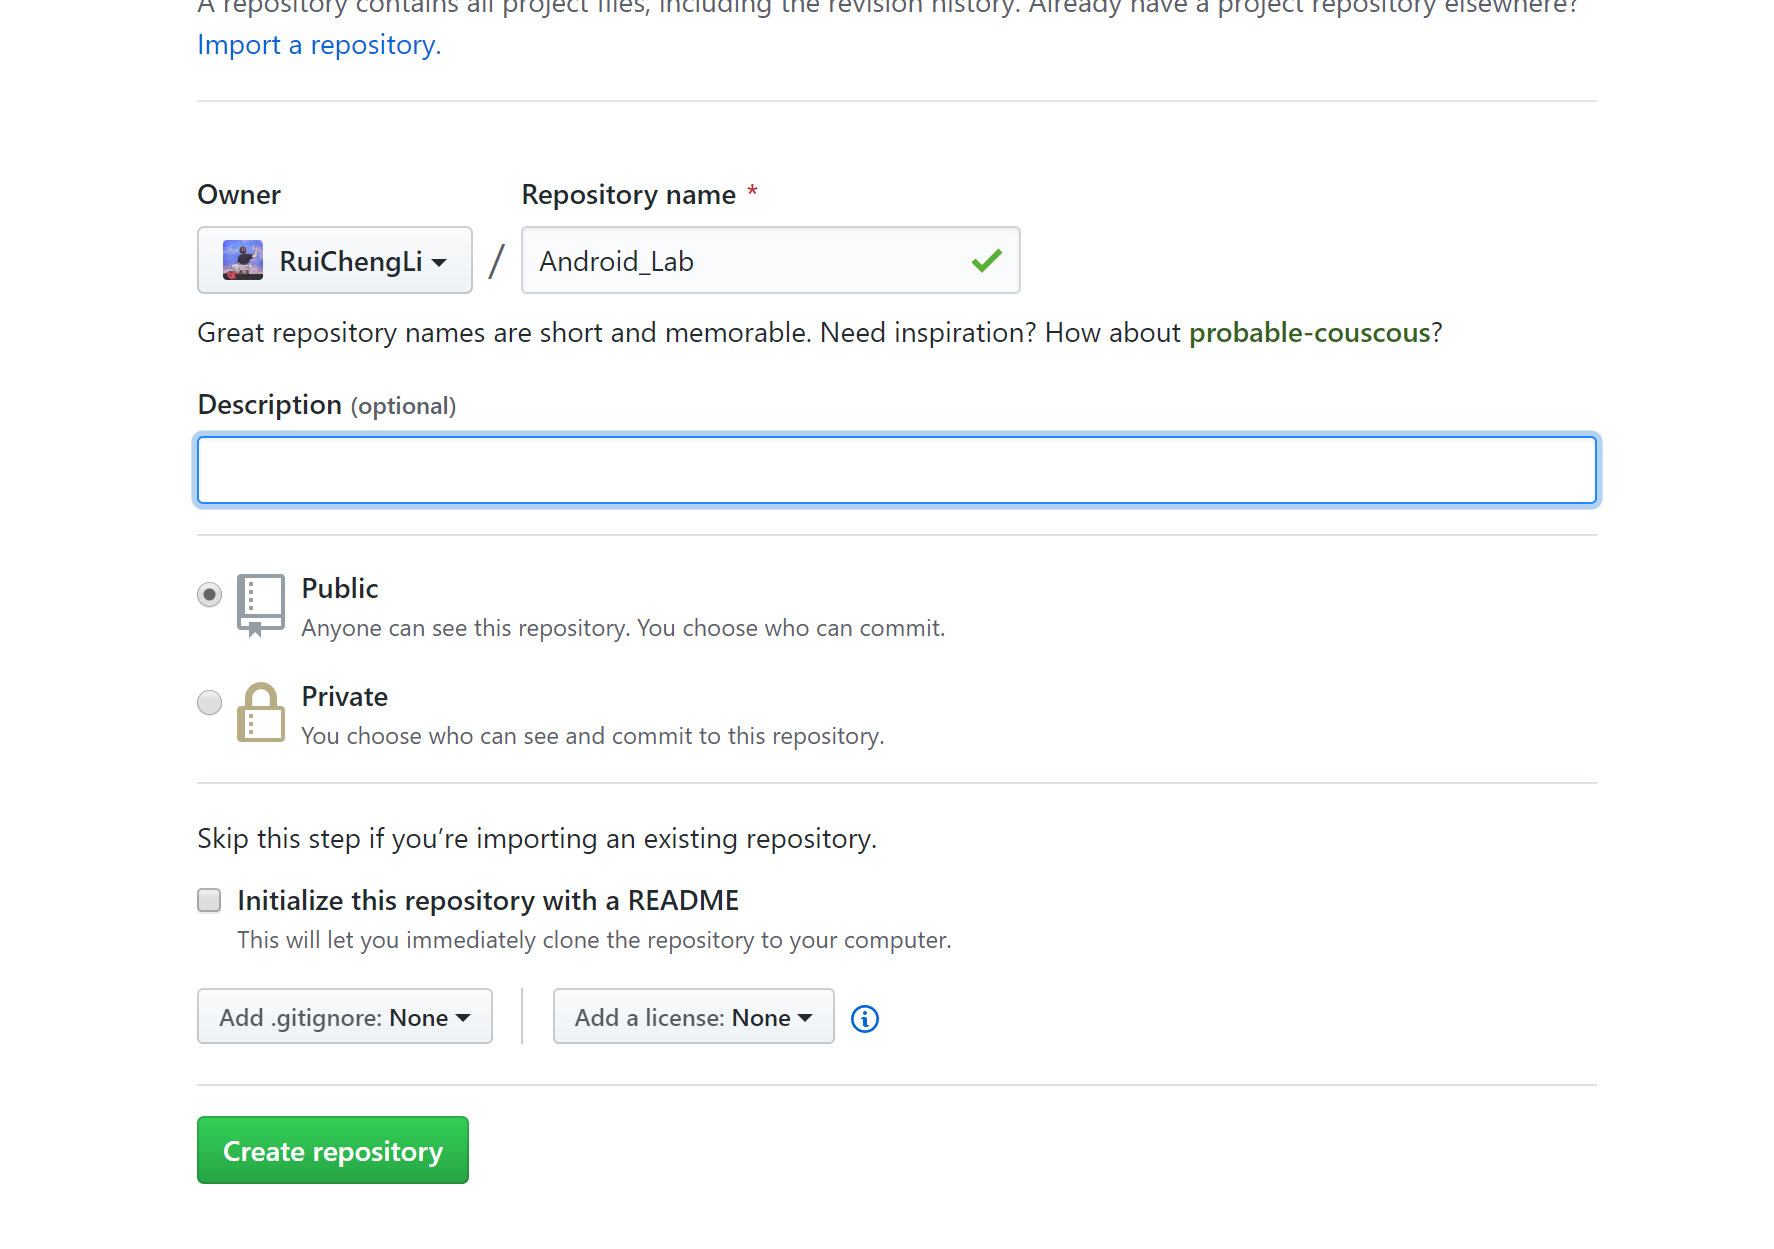 A repository contains all project files, including the revision history. Already have a project repository elsewhere?
Import a repository.
Owner
Repository name *
RuiChengLi
/
Android_Lab
Great repository names are short and memorable. Need inspiration? How about probable-couscous?
Description (optional)
Public
Anyone can see this repository. You choose who can commit.
Private
You choose who can see and commit to this repository.
Skip this step if you’re importing an existing repository.
Initialize this repository with a README
This will let you immediately clone the repository to your computer.
Add .gitignore: None
Add a license: None
Create repository